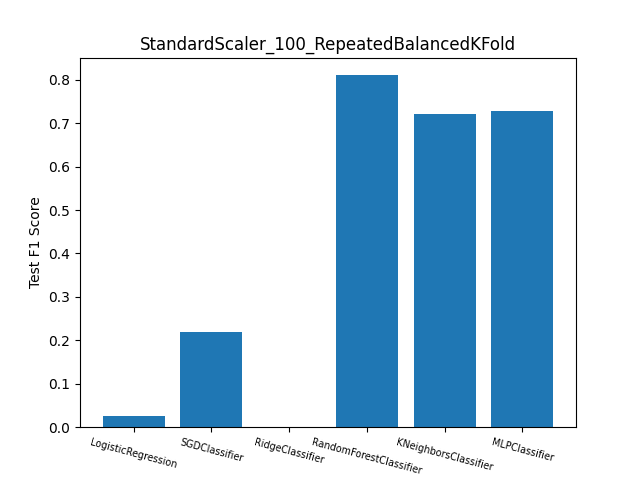 StandardScaler_100_RepeatedBalancedKFold
Test F1 Score
0.8
0.7
0.6
0.5
0.4
0.3
0.2
0.1
0.0
LogisticRegression
SGDClassifier
RidgeClassifier
RandomForestClassifier
KNeighborsClassifier
MLPClassifier